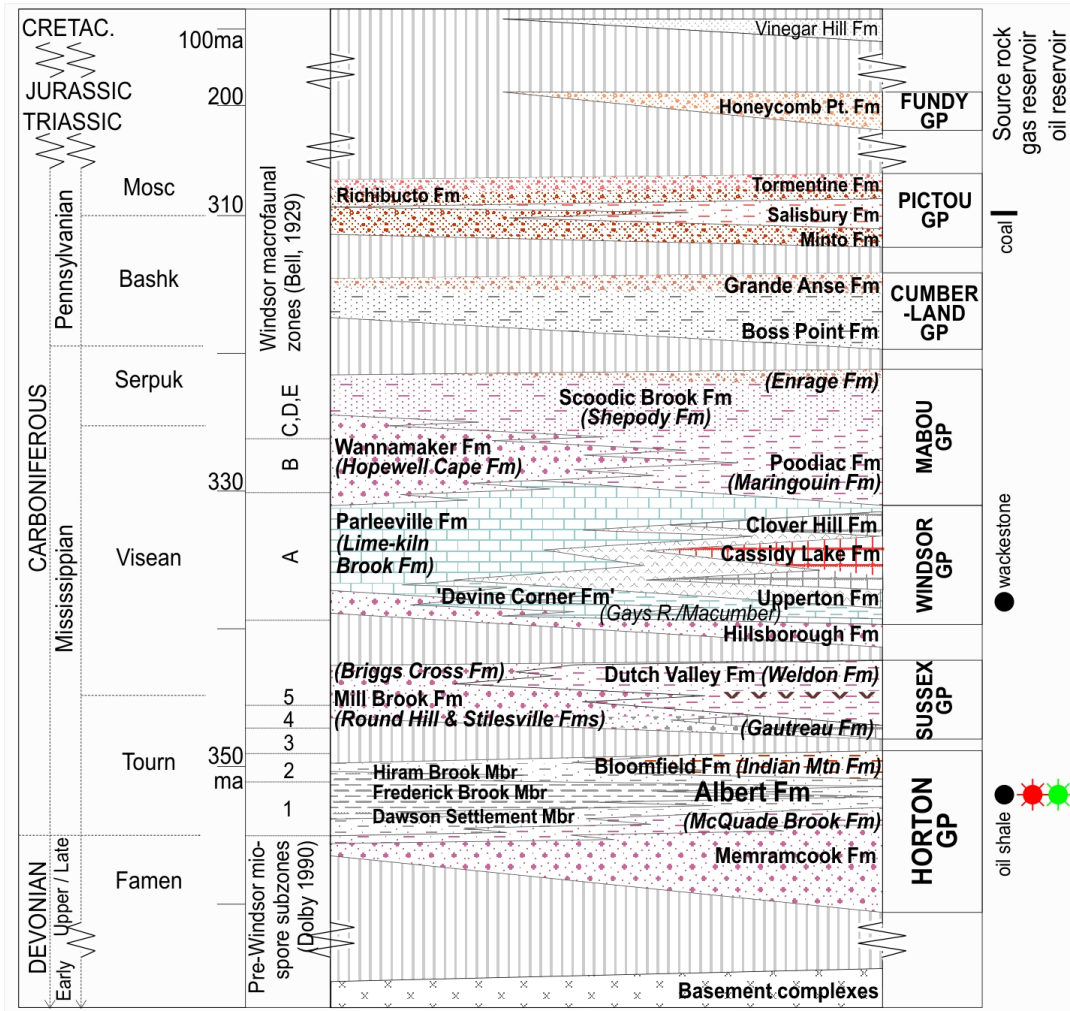 CRETAC.
100ma
JURASSIC
200
TRIASSIC
CARBONIFEROUS
Pennsylvanian
Mosc
310
Bashk
Mississippian
Serpuk
330
Visean
Tourn
350
ma
DEVONIAN
Upper / Late
Early
Famen
Windsor macrofaunal
zones (Bell, 1929)
C,D,E
B
A
5
4
3
2
1
Pre-Windsor mio-
spore subzones
(Dolby 1990)
Vinegar Hill Fm
Honeycomb Pt. Fm
Richibucto Fm
Tormentine Fm
Salisbury Fm
Minto Fm
Grande Anse Fm
Boss Point Fm
(Enrage Fm)
Scoodic Brook Fm
(Shepody Fm)
Wannamaker Fm
(Hopewell Cape Fm)
Poodiac Fm
(Maringouin Fm)
Parleeville Fm
(Lime-kiln
Brook Fm)
Clover Hill Fm
Cassidy Lake Fm
Upperton Fm
'Devine Corner Fm'
(Gays R./Macumber)
Hillsborough Fm
(Briggs Cross Fm)
Dutch Valley Fm (Weldon Fm)
Mill Brook Fm
(Round Hill & Stilesville Fms)
(Gautreau Fm)
Bloomfield Fm (Indian Mtn Fm)
Hiram Brook Mbr
Frederick Brook Mbr
Albert Fm
Dawson Settlement Mbr
(McQuade Brook Fm)
Memramcook Fm
Basement complexes
FUNDY
GP
PICTOU
GP
CUMBER
-LAND
GP
MABOU
GP
WINDSOR
GP
SUSSEX
GP
HORTON
GP
Source rock
gas reservoir
oil reservoir
coal
wackestone
oil shale